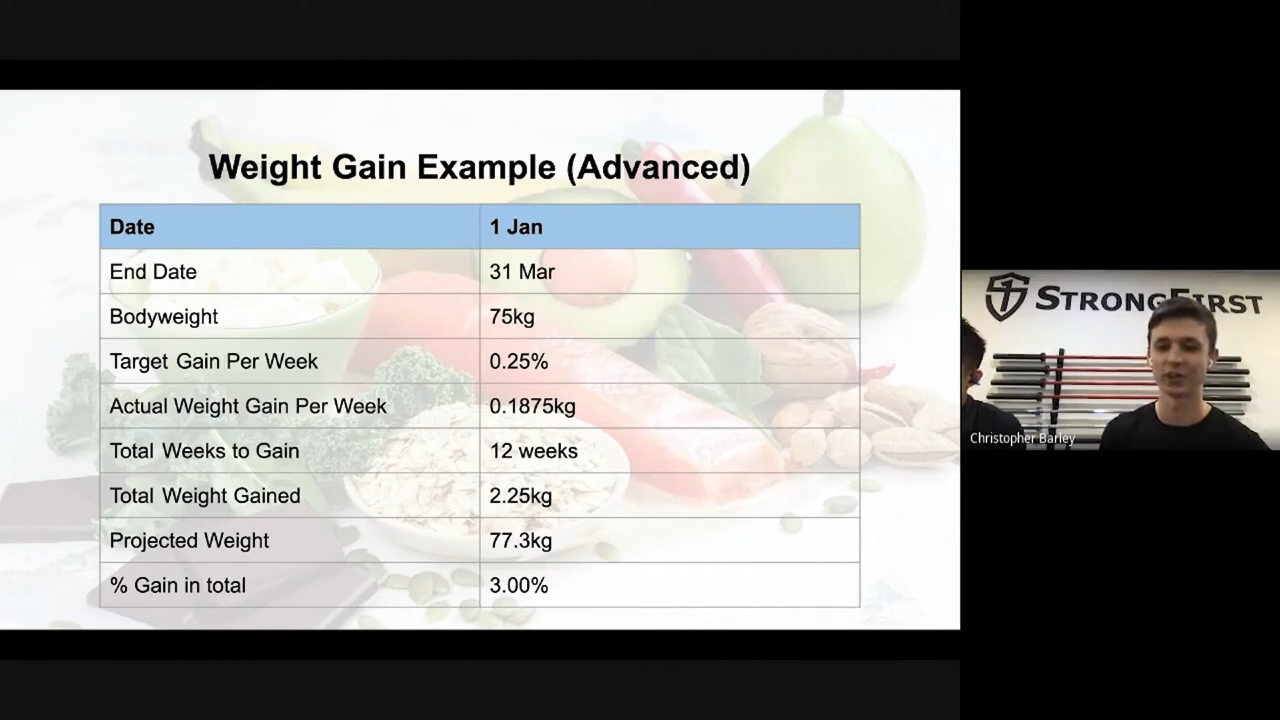 Weight Gain Example (Advanced)
Date 1 Jan
End Date 31 Mar
Bodyweight 75kg
Target Gain Per Week 0.25%
Actual Weight Gain Per Week 0.1875kg
Total Weeks to Gain 12 weeks
Total Weight Gained 2.25kg
Projected Weight 77.3kg
% Gain in total 3.00%
STRONGFIRST
Christopher Barley